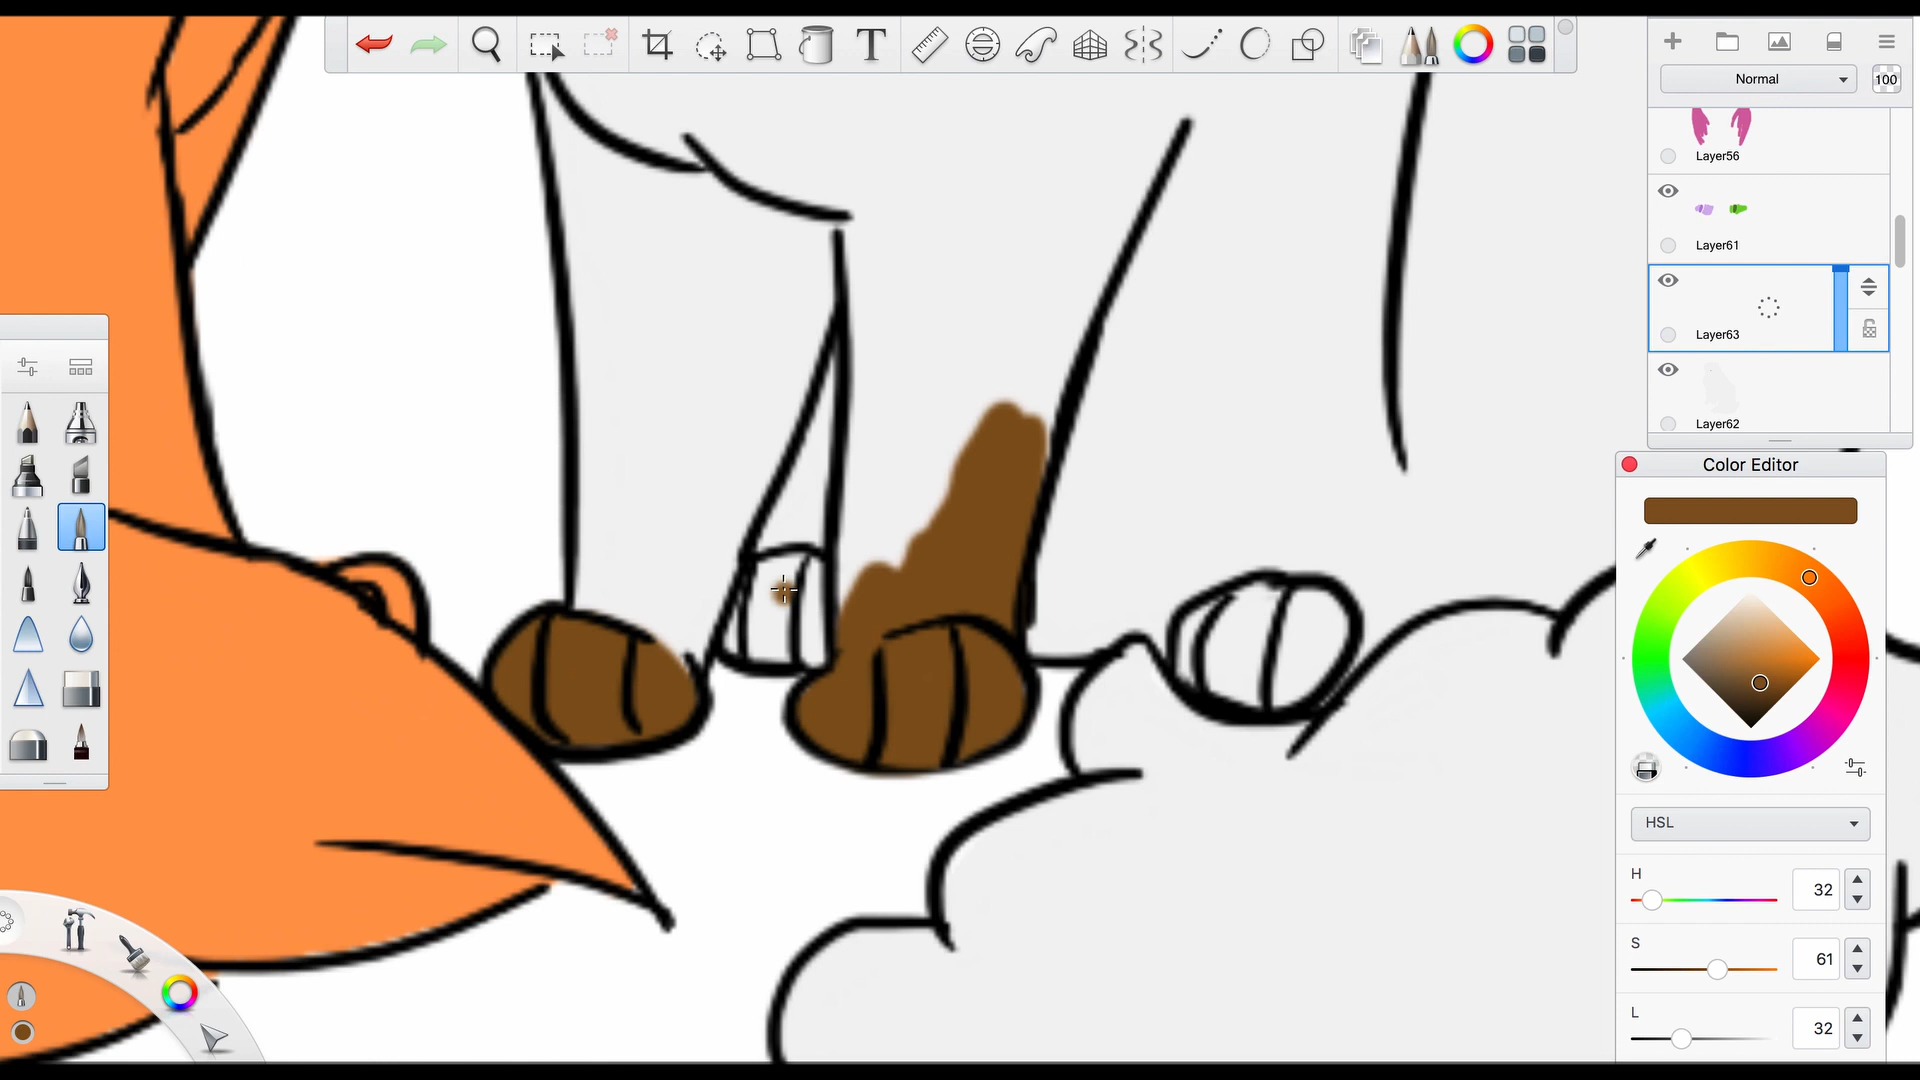 T
Normal
100
Layer56
Layer61
Layer63
Layer62
Color Editor
HSL
H
32
S
61
L
32